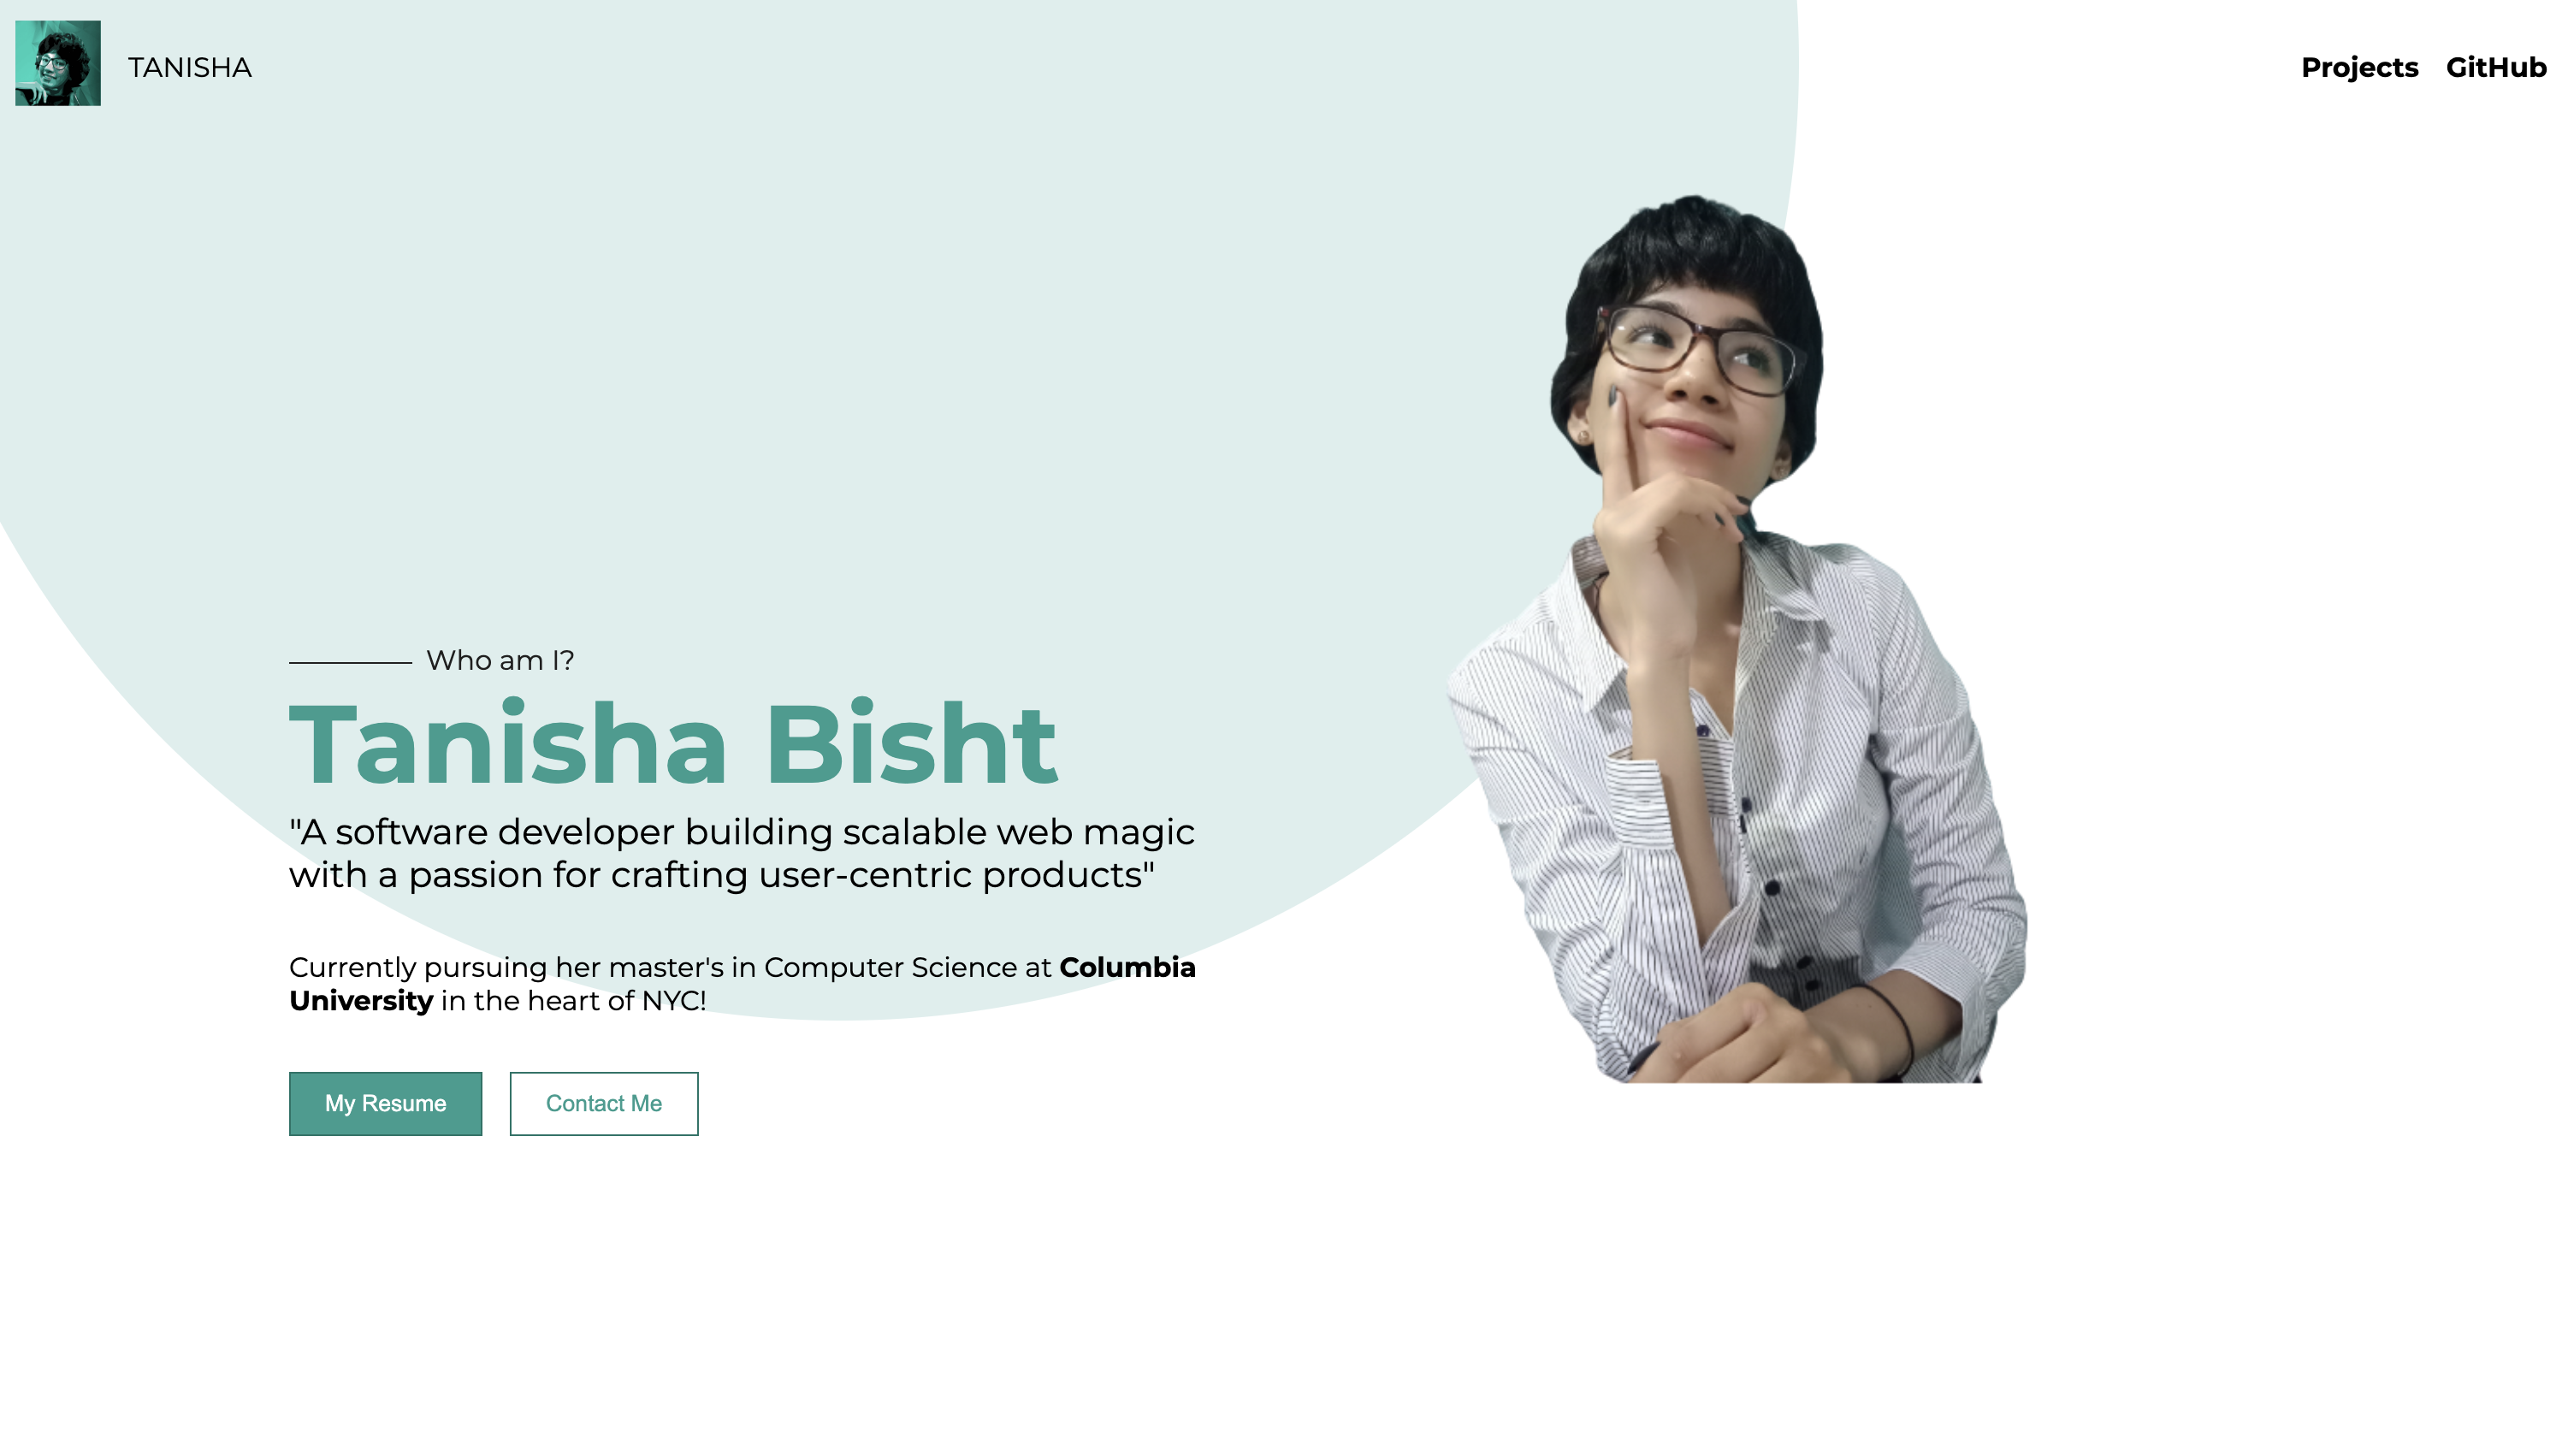 TANISHA
Projects GitHub
Who am I?
Tanisha Bisht
"A software developer building scalable web magic
with a passion for crafting user-centric products"
Currently pursuing her master's in Computer Science at Columbia
University in the heart of NYC!
My Resume Contact Me